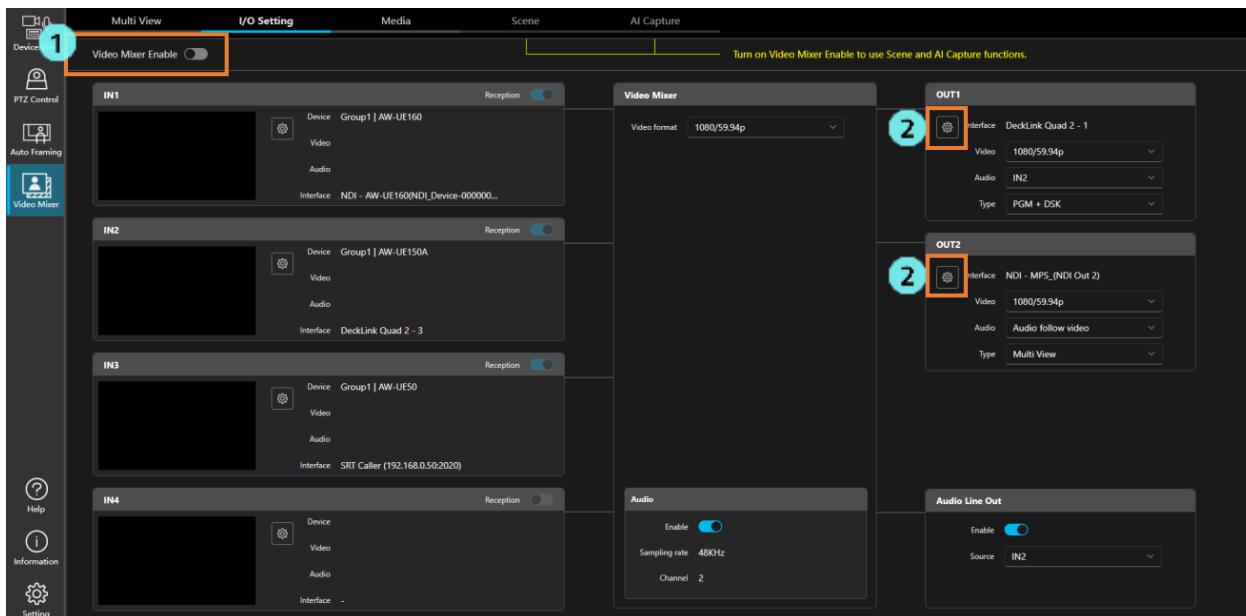 Multi View
I/O Setting
Media
Scene
AI Capture
Device
1
Video Mixer Enable
Turn on Video Mixer Enable to use Scene and AI Capture functions.
PTZ Control
Auto Framing
Video Mixer
Help
Information
Setting
IN1
Reception
Device Group1 | AW-UE160
Video
Audio
Interface NDI - AW-UE160(NDI_Device-000000...
IN2
Reception
Device Group1 | AW-UE150A
Video
Audio
Interface DeckLink Quad 2 - 3
IN3
Reception
Device Group1 | AW-UE50
Video
Audio
Interface SRT Caller (192.168.0.50:2020)
IN4
Reception
Device
Video
Audio
Interface -
Video Mixer
Video format 1080/59.94p
Audio
Enable
Sampling rate 48KHz
Channel 2
OUT1
2
Interface DeckLink Quad 2 - 1
Video 1080/59.94p
Audio IN2
Type PGM + DSK
OUT2
2
Interface NDI - MPS_(NDI Out 2)
Video 1080/59.94p
Audio Audio follow video
Type Multi View
Audio Line Out
Enable
Source IN2